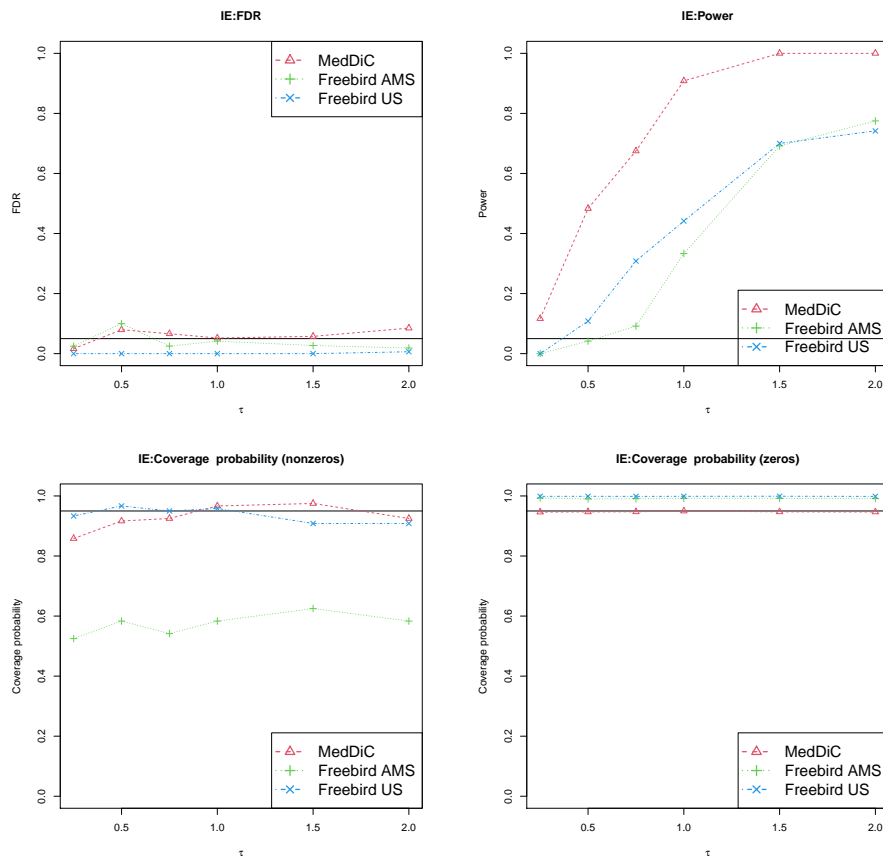 IE:FDR
FDR
1.0
0.8
0.6
0.4
0.2
0.0
MedDiC
Freebird AMS
Freebird US
0.5
1.0
1.5
2.0
τ
IE:Power
Power
1.0
0.8
0.6
0.4
0.2
0.0
MedDiC
Freebird AMS
Freebird US
0.5
1.0
1.5
2.0
τ
IE:Coverage probability (nonzeros)
Coverage probability
1.0
0.8
0.6
0.4
0.2
0.0
MedDiC
Freebird AMS
Freebird US
0.5
1.0
1.5
2.0
τ
IE:Coverage probability (zeros)
Coverage probability
1.0
0.8
0.6
0.4
0.2
0.0
MedDiC
Freebird AMS
Freebird US
0.5
1.0
1.5
2.0
τ